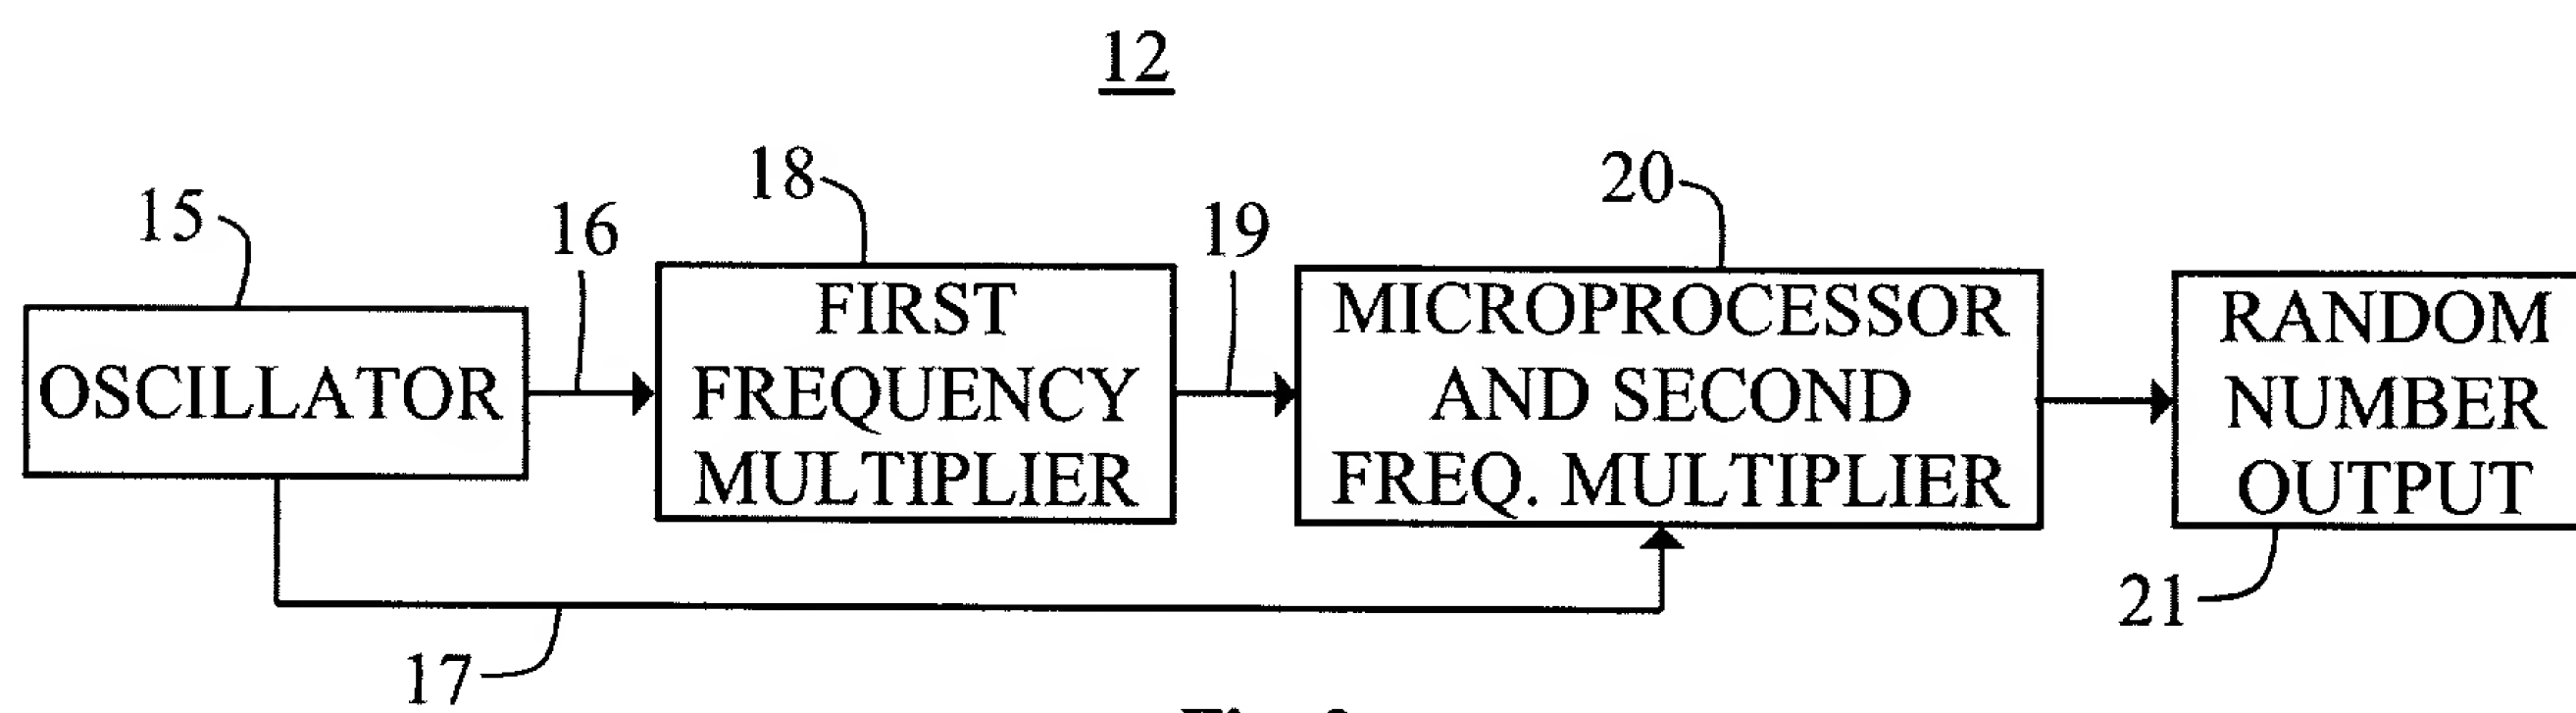 12
15
16
18
19
20
OSCILLATOR
FIRST
FREQUENCY
MULTIPLIER
MICROPROCESSOR
AND SECOND
FREQ. MULTIPLIER
RANDOM
NUMBER
OUTPUT
17
21